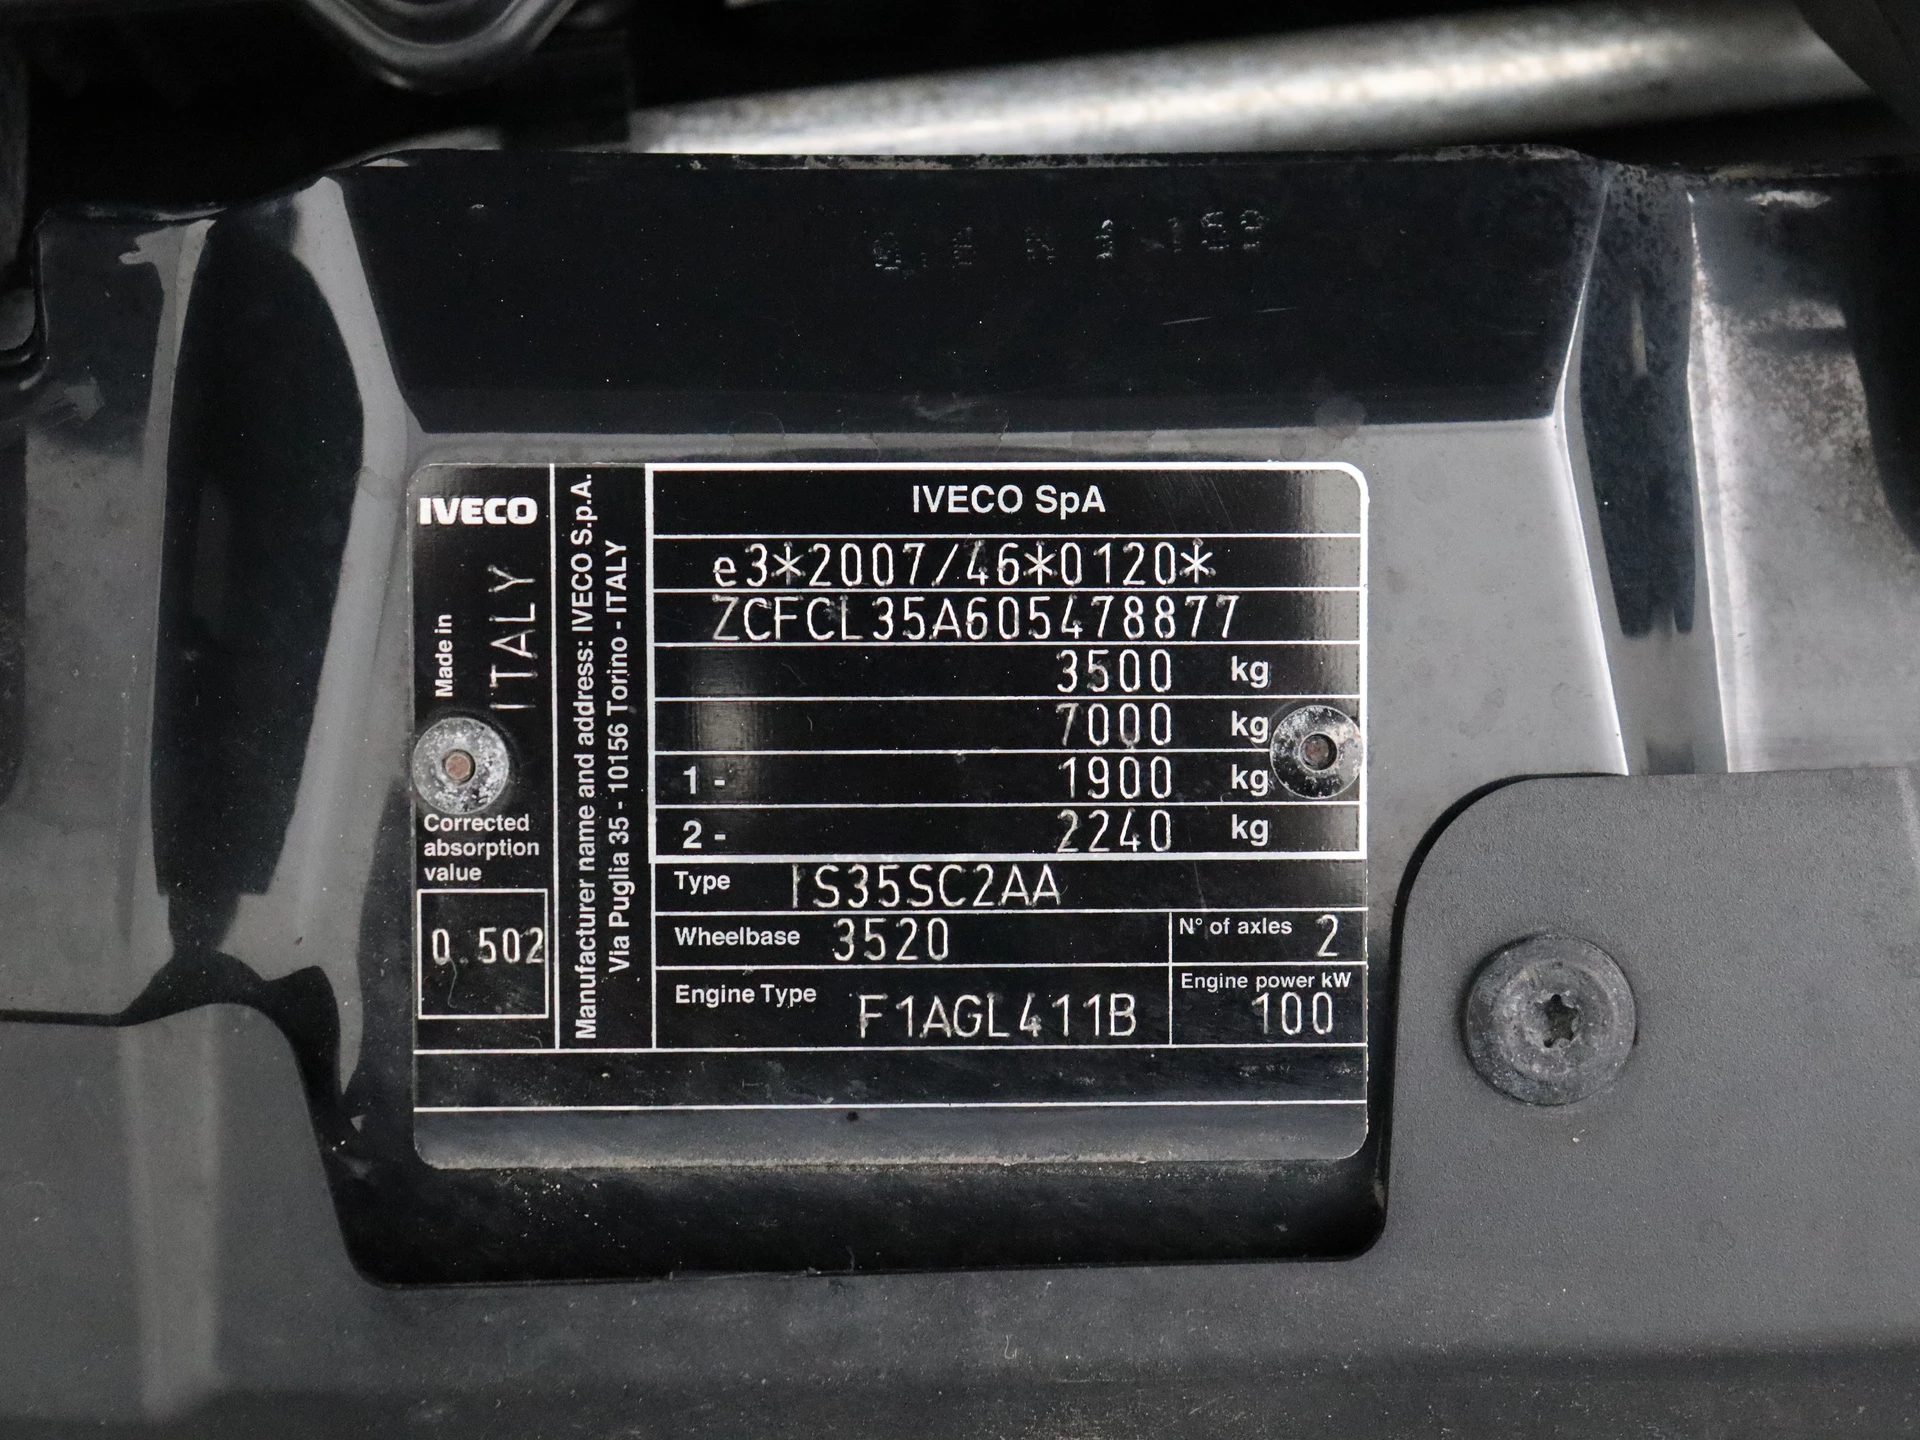 IVECO
Made in
ITALY
Corrected
absorption
value
0.502
Manufacturer name and address: IVECO S.p.A.
Via Puglia 35 - 10156 Torino - ITALY
IVECO SpA
e3*2007/46*0120*
ZCFCL35A605478877
3500 kg
7000 kg
1 - 1900 kg
2 - 2240 kg
Type IS35SC2AA
Wheelbase 3520 N° of axles 2
Engine Type F1AGL411B Engine power kW 100